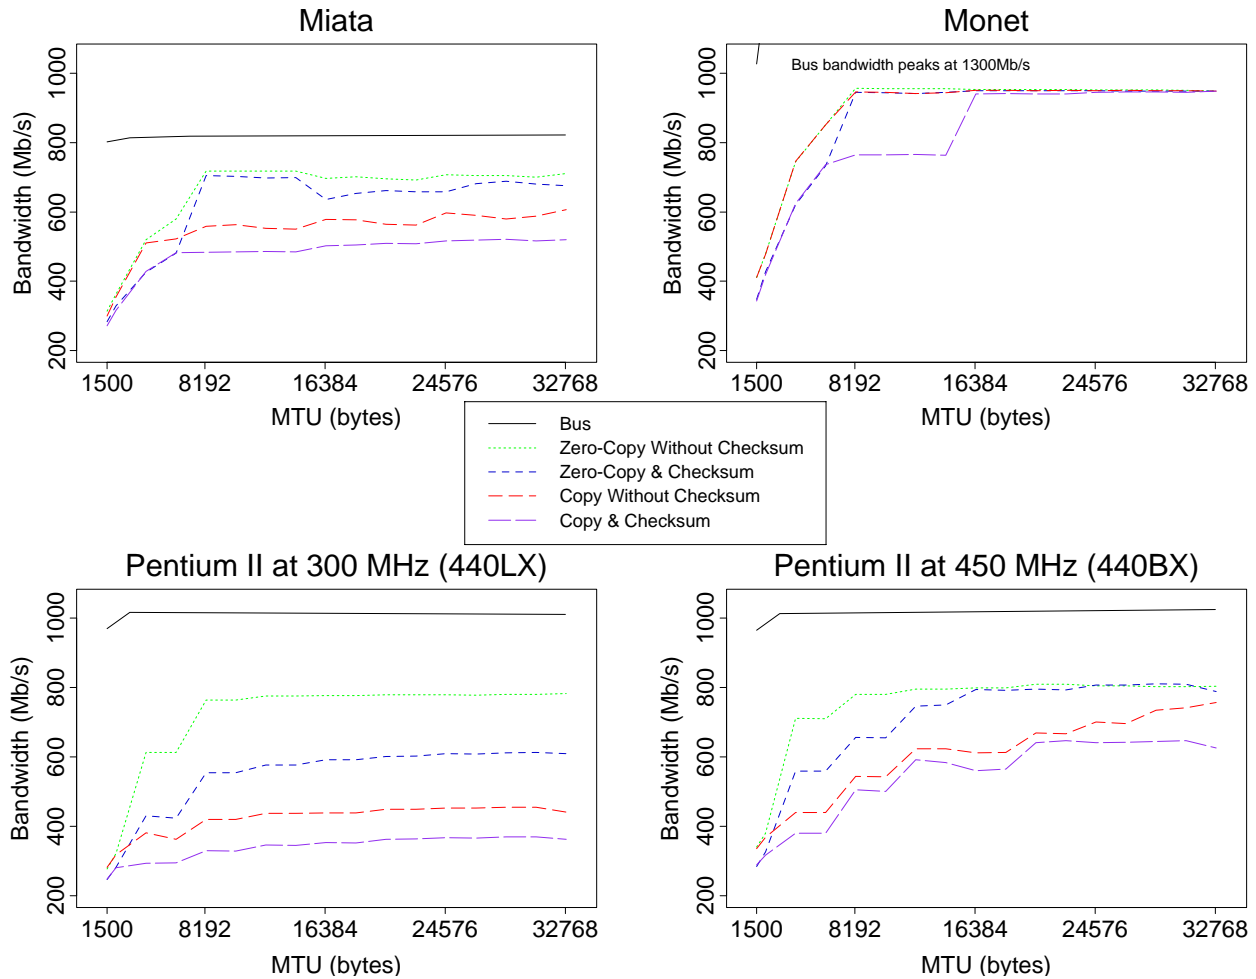 Miata
Monet
Bandwidth (Mb/s)
200 400 600 800 1000
1500 8192 16384 24576 32768
MTU (bytes)
Bus bandwidth peaks at 1300Mb/s
Bandwidth (Mb/s)
200 400 600 800 1000
1500 8192 16384 24576 32768
MTU (bytes)
Bus
Zero-Copy Without Checksum
Zero-Copy & Checksum
Copy Without Checksum
Copy & Checksum
Pentium II at 300 MHz (440LX)
Pentium II at 450 MHz (440BX)
Bandwidth (Mb/s)
200 400 600 800 1000
1500 8192 16384 24576 32768
MTU (bytes)
Bandwidth (Mb/s)
200 400 600 800 1000
1500 8192 16384 24576 32768
MTU (bytes)